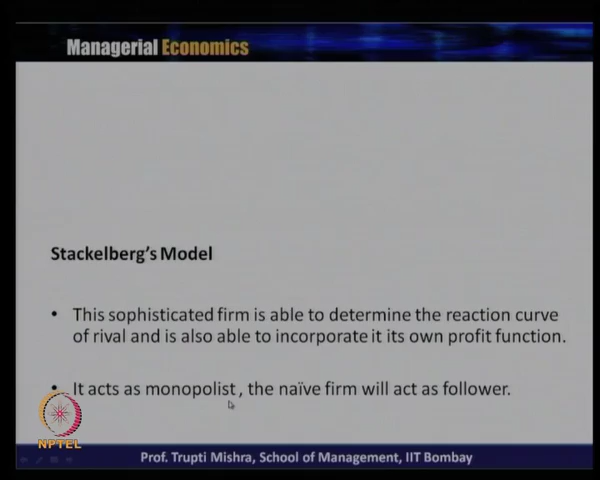 Managerial Economics
Stackelberg's Model
• This sophisticated firm is able to determine the reaction curve
of rival and is also able to incorporate it its own profit function.
• It acts as monopolist , the naïve firm will act as follower.
NPTEL
Prof. Trupti Mishra, School of Management, IIT Bombay